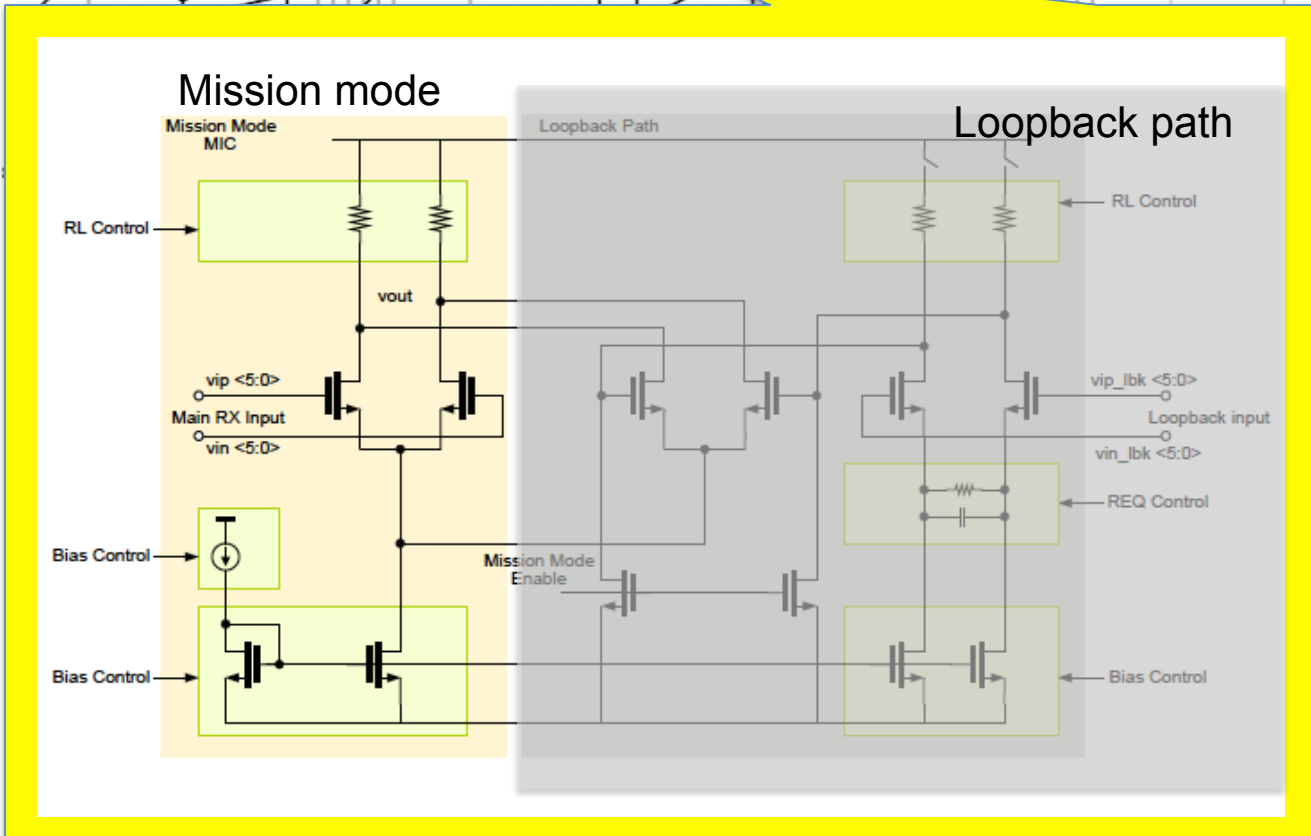 Mission mode
Loopback path
Mission Mode
MIC
Loopback Path
RL Control
RL Control
vout
vip <5:0>
Main RX Input
vin <5:0>
vip_lbk <5:0>
Loopback input
vin_lbk <5:0>
REQ Control
Bias Control
Mission Mode
Enable
Bias Control
Bias Control